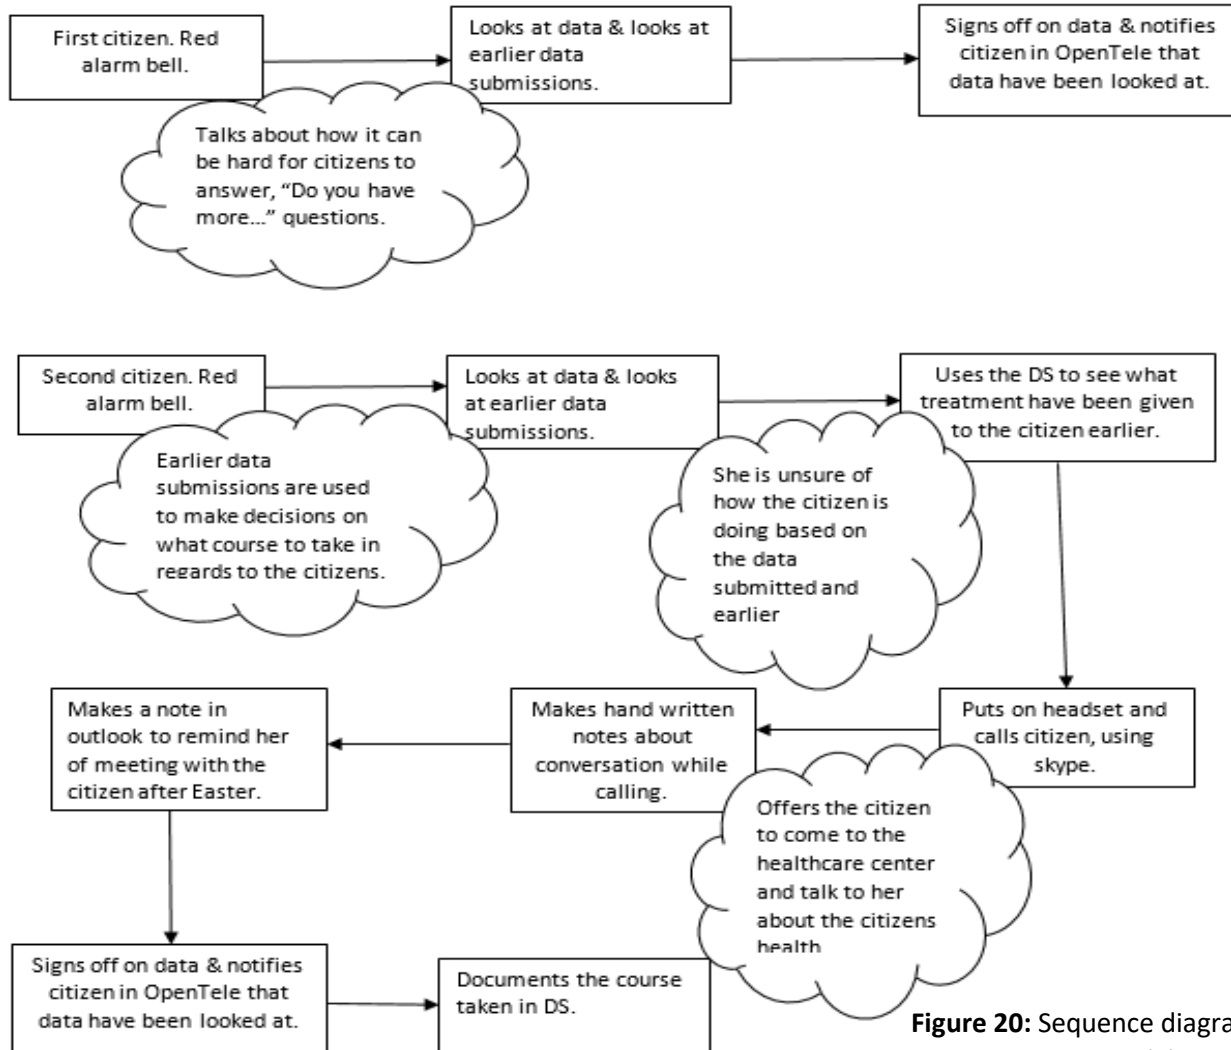 First citizen. Red
alarm bell.
Looks at data & looks at
earlier data
submissions.
Signs off on data & notifies
citizen in OpenTele that
data have been looked at.
Talks about how it can
be hard for citizens to
answer, “Do you have
more...” questions.
Second citizen. Red
alarm bell.
Looks at data & looks
at earlier data
submissions.
Uses the DS to see what
treatment have been given
to the citizen earlier.
Earlier data
submissions are used
to make decisions on
what course to take in
regards to the citizens.
She is unsure of
how the citizen is
doing based on
the data
submitted and
earlier
Puts on headset and
calls citizen, using
skype.
Makes hand written
notes about
conversation while
calling.
Makes a note in
outlook to remind her
of meeting with the
citizen after Easter.
Offers the citizen
to come to the
healthcare center
and talk to her
about the citizens
health
Signs off on data & notifies
citizen in OpenTele that
data have been looked at.
Documents the course
taken in DS.
Figure 20: Sequence diagra